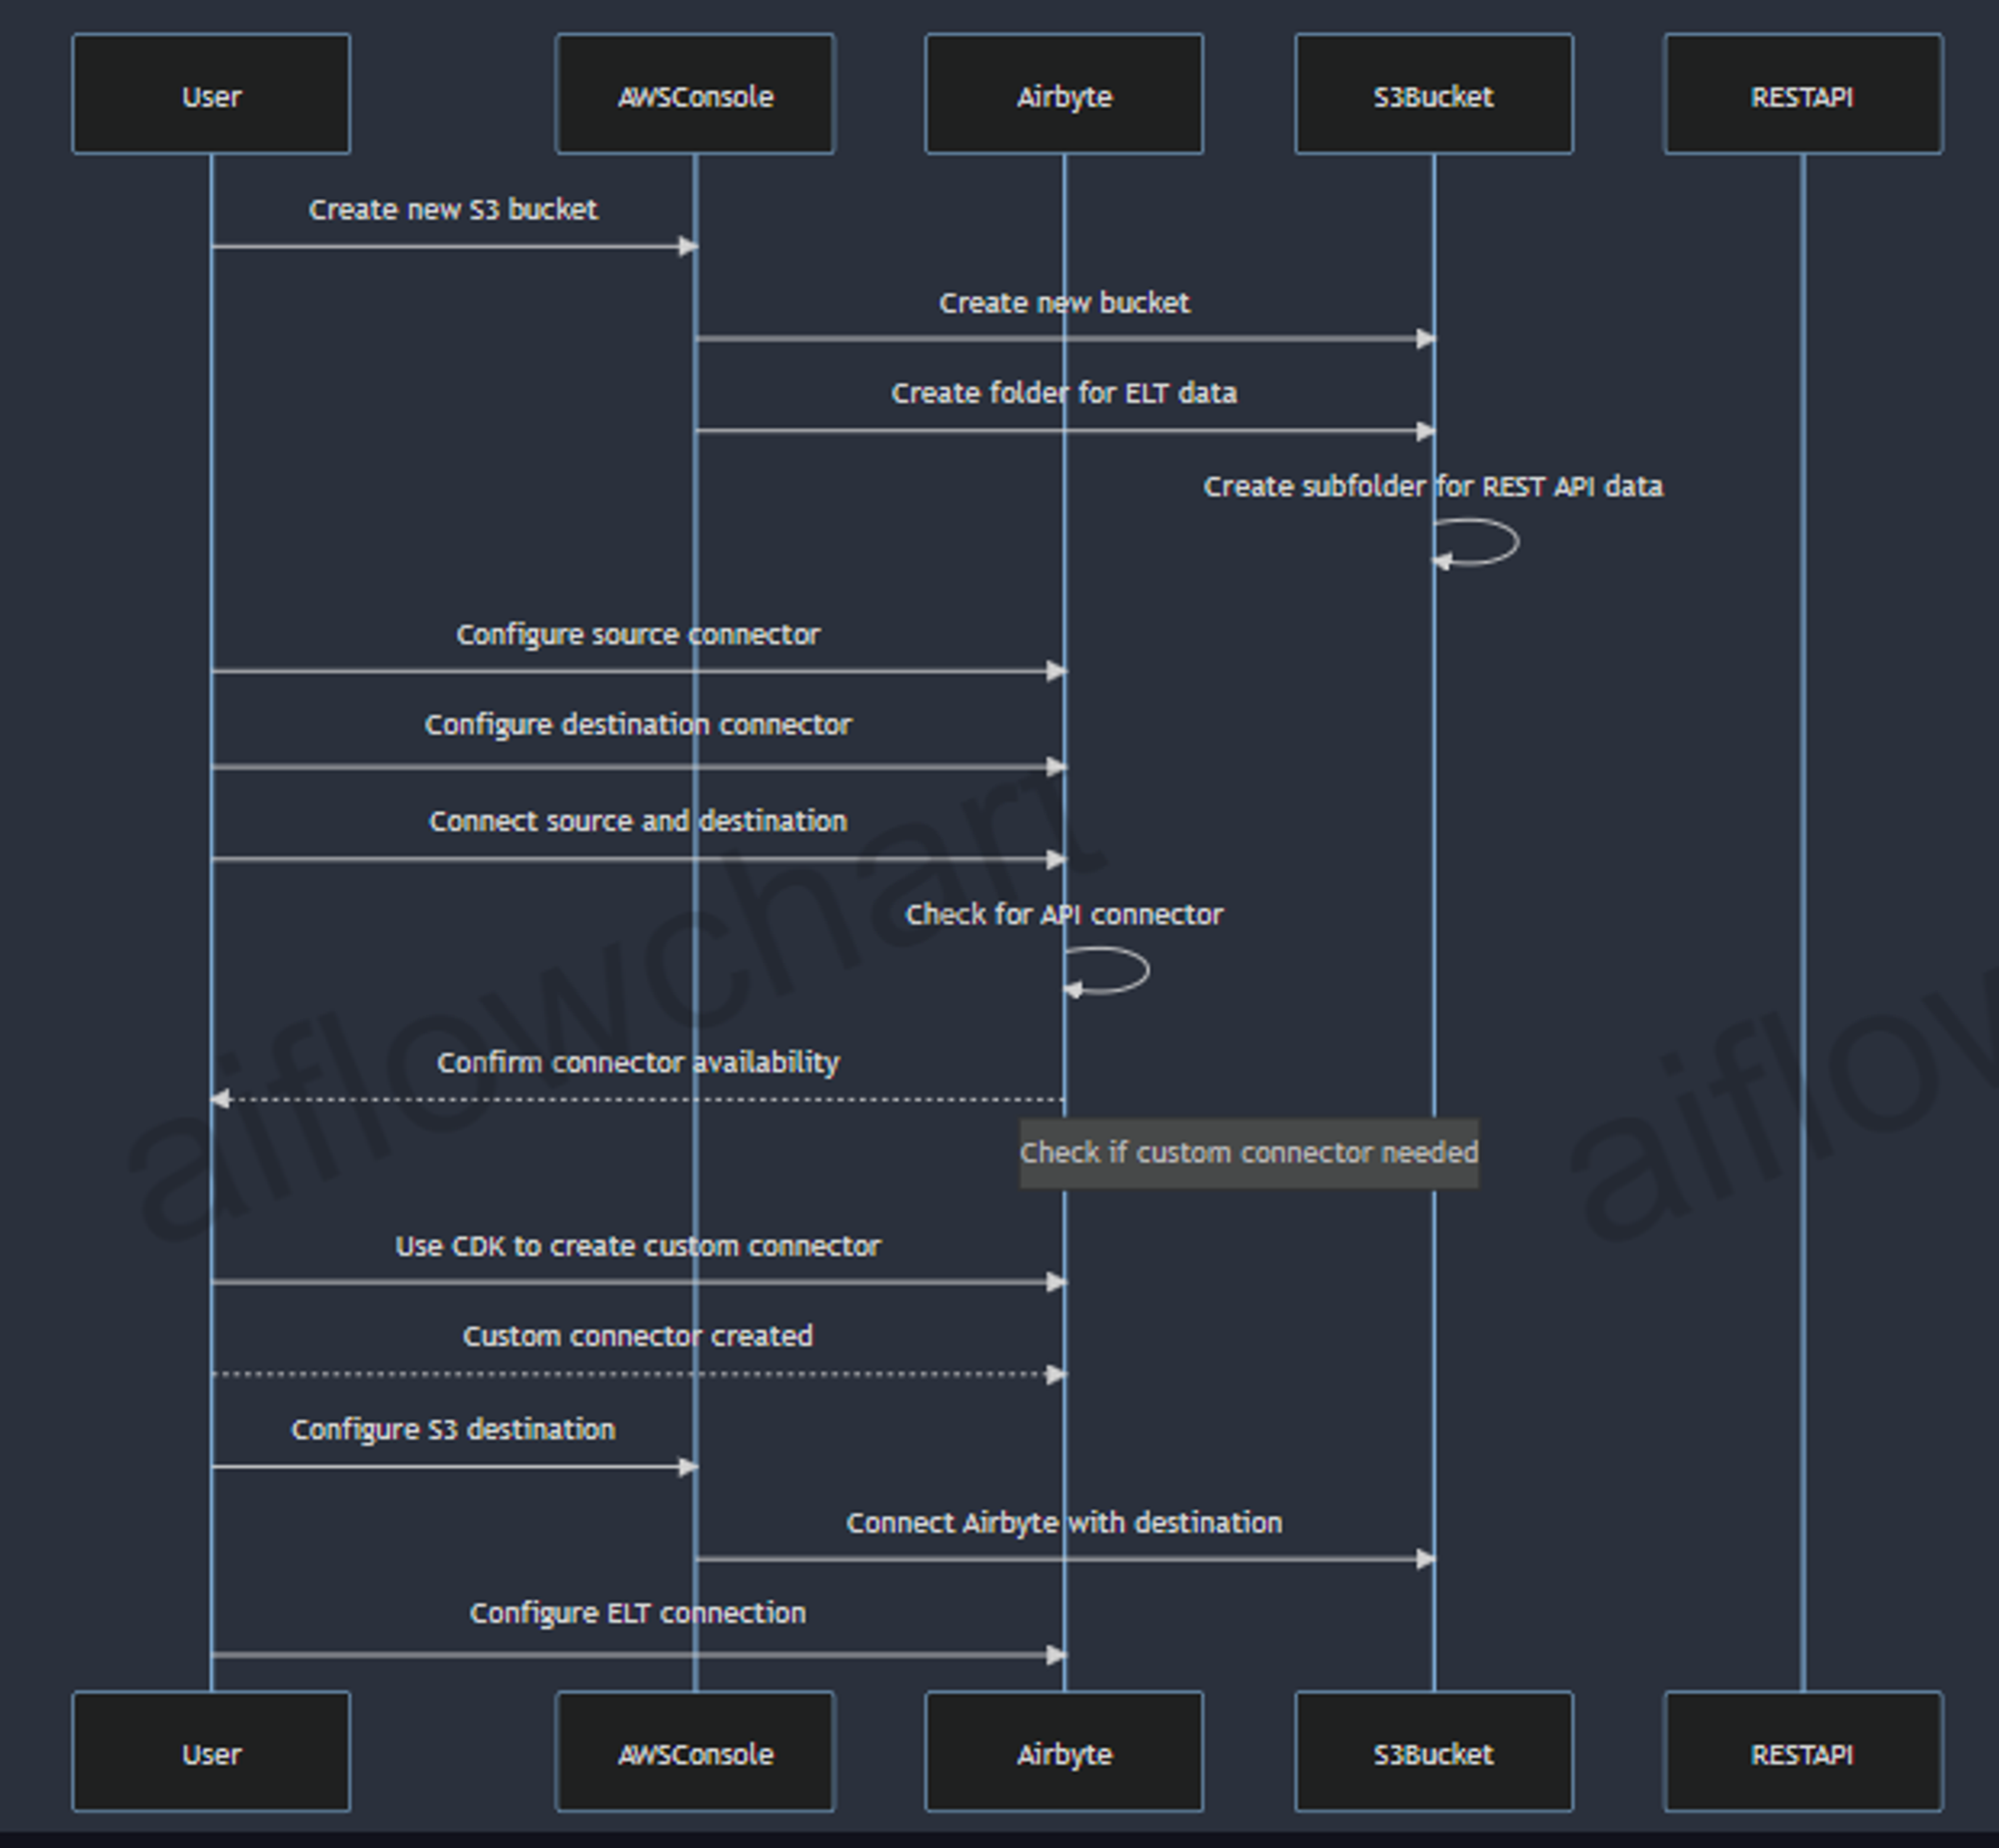 User
AWSConsole
Airbyte
S3Bucket
RESTAPI
Create new S3 bucket
Create new bucket
Create folder for ELT data
Create subfolder for REST API data
Configure source connector
Configure destination connector
Connect source and destination
Check for API connector
Confirm connector availability
Check if custom connector needed
Use CDK to create custom connector
Custom connector created
Configure S3 destination
Connect Airbyte with destination
Configure ELT connection
User
AWSConsole
Airbyte
S3Bucket
RESTAPI
aiflowchart
aiflow